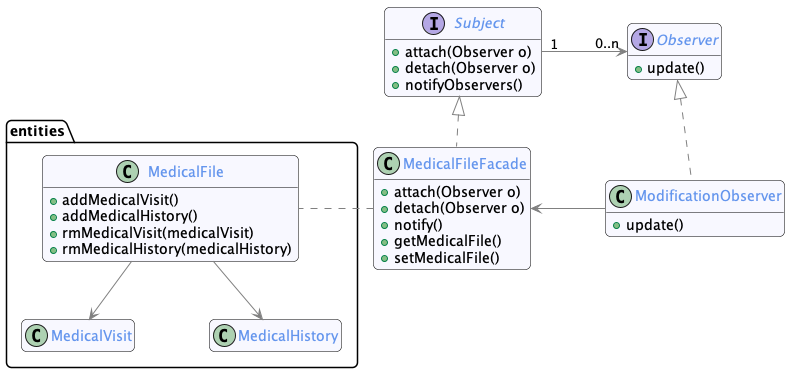 I Subject
+ attach(Observer o)
+ detach(Observer o)
+ notifyObservers()
1 0..n
I Observer
update()
entities
C MedicalFile
addMedicalVisit()
addMedicalHistory()
rmMedicalVisit(medicalVisit)
rmMedicalHistory(medicalHistory)
C MedicalFileFacade
attach(Observer o)
detach(Observer o)
notify()
getMedicalFile()
setMedicalFile()
C ModificationObserver
update()
C MedicalVisit
C MedicalHistory